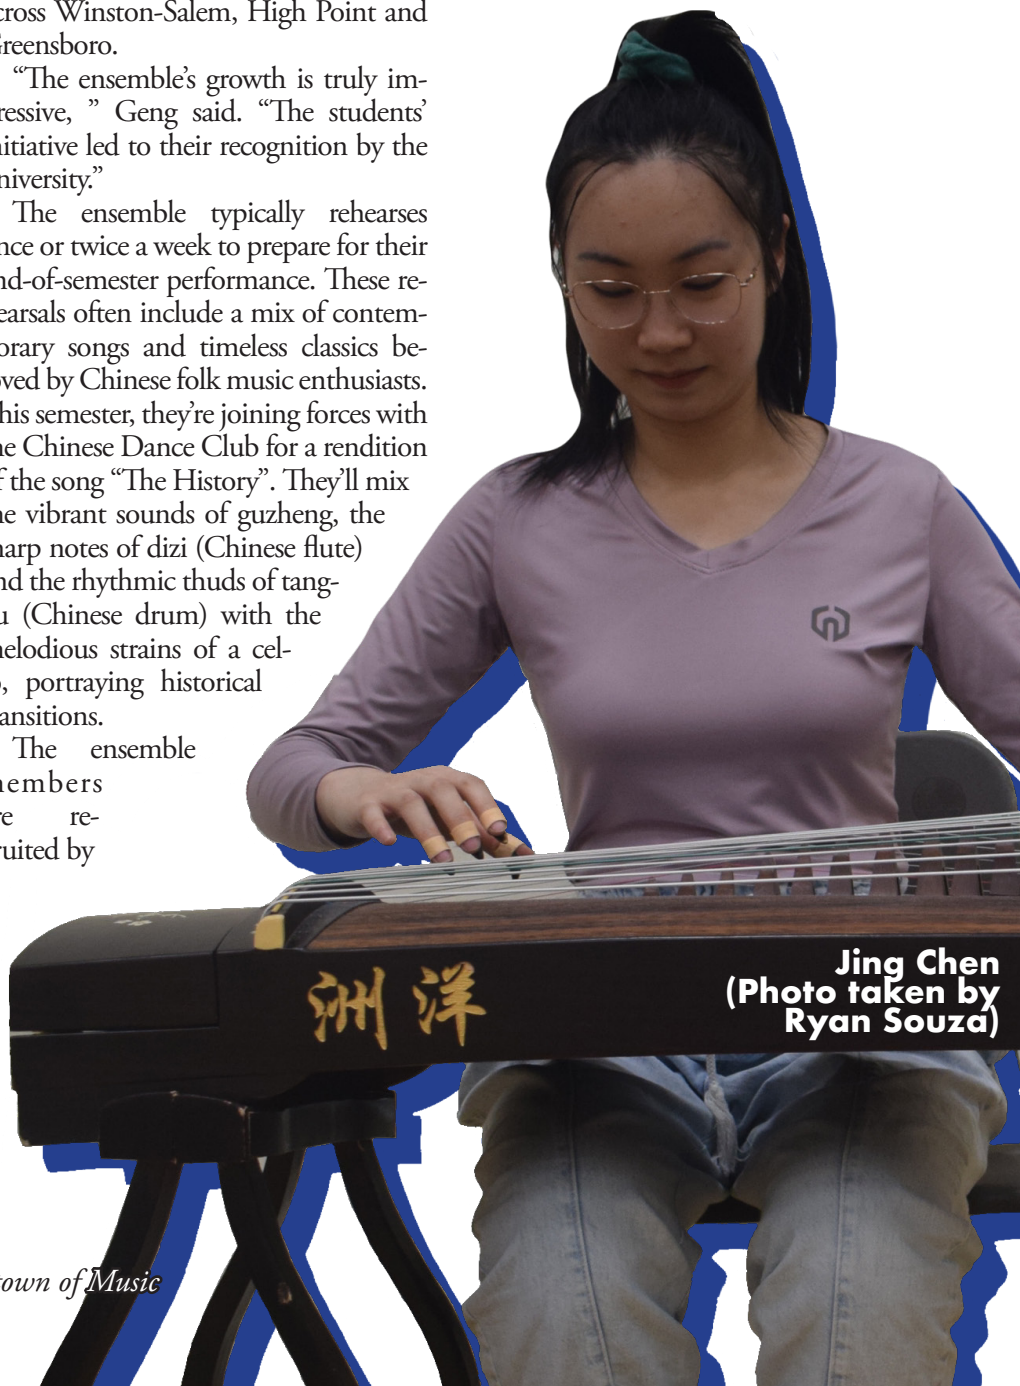 cross Winston-Salem, High Point and
Greensboro.
“The ensemble’s growth is truly im-
ressive, ” Geng said. “The students’
nitiative led to their recognition by the
niversity.”
The ensemble typically rehearses
nce or twice a week to prepare for their
nd-of-semester performance. These re-
earsals often include a mix of contem-
orary songs and timeless classics be-
oved by Chinese folk music enthusiasts.
his semester, they’re joining forces with
he Chinese Dance Club for a rendition
f the song “The History”. They’ll mix
he vibrant sounds of guzheng, the
harp notes of dizi (Chinese flute)
nd the rhythmic thuds of tang-
u (Chinese drum) with the
melodious strains of a cel-
o, portraying historical
ansitions.
The ensemble
members
re re-
ruited by
洲洋
Jing Chen
(Photo taken by
Ryan Souza)
town of Music